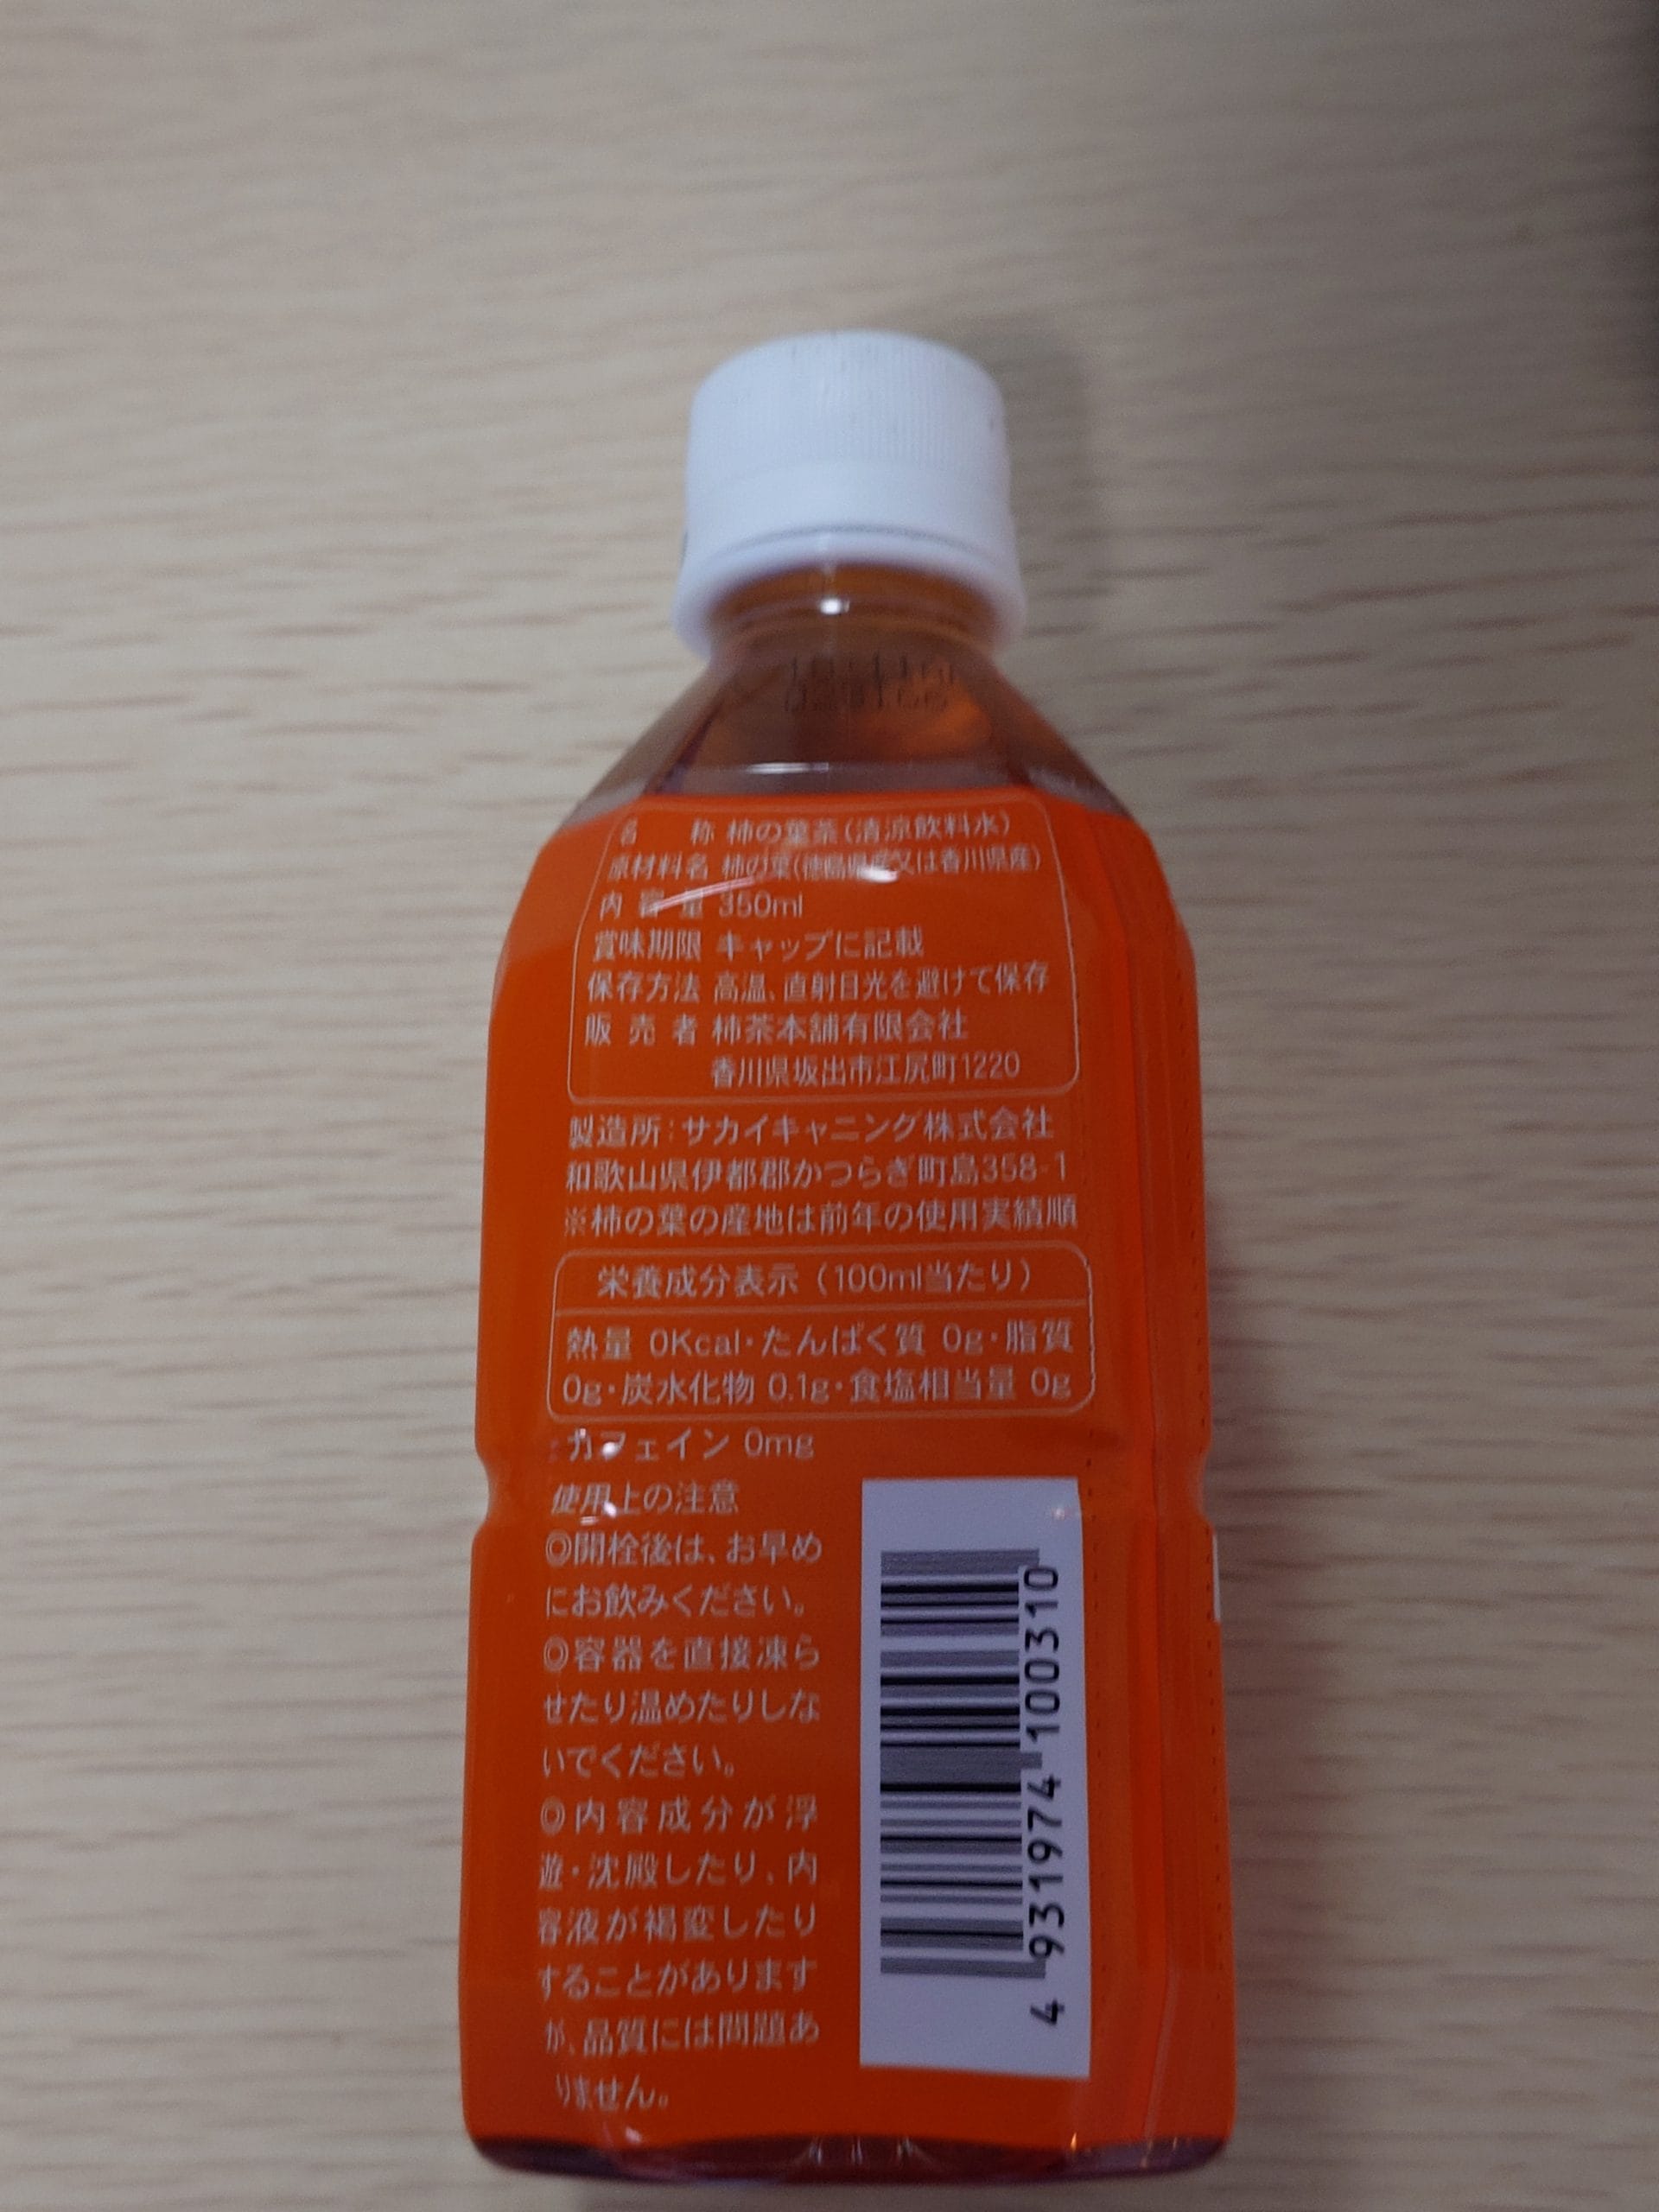 名 称 柿の葉茶(清涼飲料水)
原材料名 柿の葉(徳島県産又は香川県産)
内容量 350ml
賞味期限 キャップに記載
保存方法 高温、直射日光を避けて保存
販売者 柿茶本舗有限会社
香川県坂出市江尻町1220
製造所:サカイキャニング株式会社
和歌山県伊都郡かつらぎ町島358-1
※柿の葉の産地は前年の使用実績順
栄養成分表示(100ml当たり)
熱量 0Kcal・たんぱく質 0g・脂質
0g・炭水化物 0.1g・食塩相当量 0g
:カフェイン 0mg
使用上の注意
◎開栓後は、お早め
にお飲みください。
◎容器を直接凍ら
せたり温めたりしな
いでください。
◎内容成分が浮
遊・沈殿したり、内
容液が褐変したり
することがあります
が、品質には問題あ
りません。
4 931974 100310